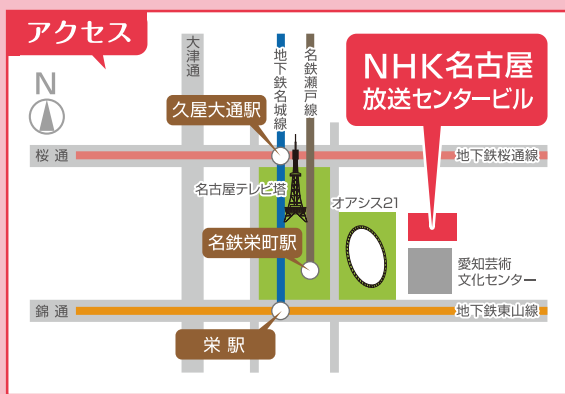 アクセス
N
大津通
地下鉄名城線
名鉄瀬戸線
NHK名古屋
放送センタービル
久屋大通駅
桜通
地下鉄桜通線
名古屋テレビ塔
オアシス21
名鉄栄町駅
愛知芸術
文化センター
錦通
地下鉄東山線
栄駅